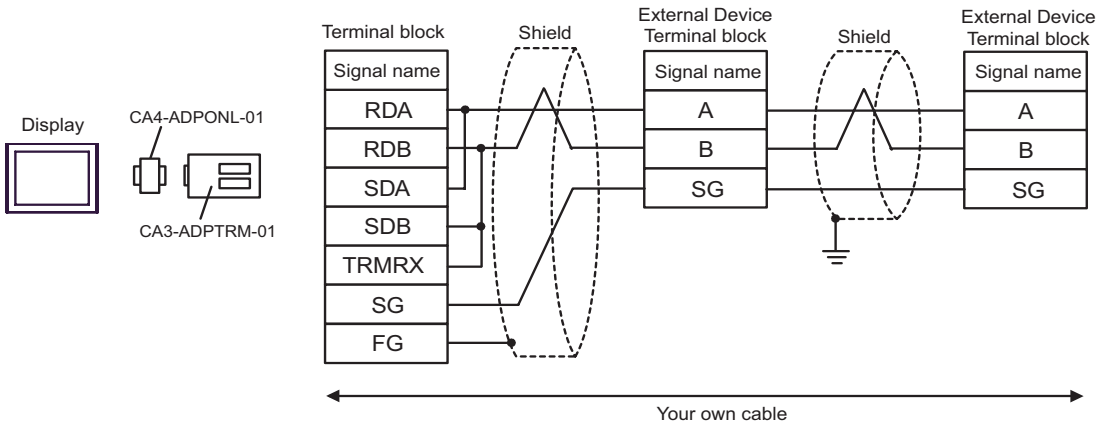 Display
CA4-ADPONL-01
CA3-ADPTRM-01
Terminal block
Signal name
RDA
RDB
SDA
SDB
TRMRX
SG
FG
Shield
External Device
Terminal block
Signal name
A
B
SG
Shield
External Device
Terminal block
Signal name
A
B
SG
Your own cable